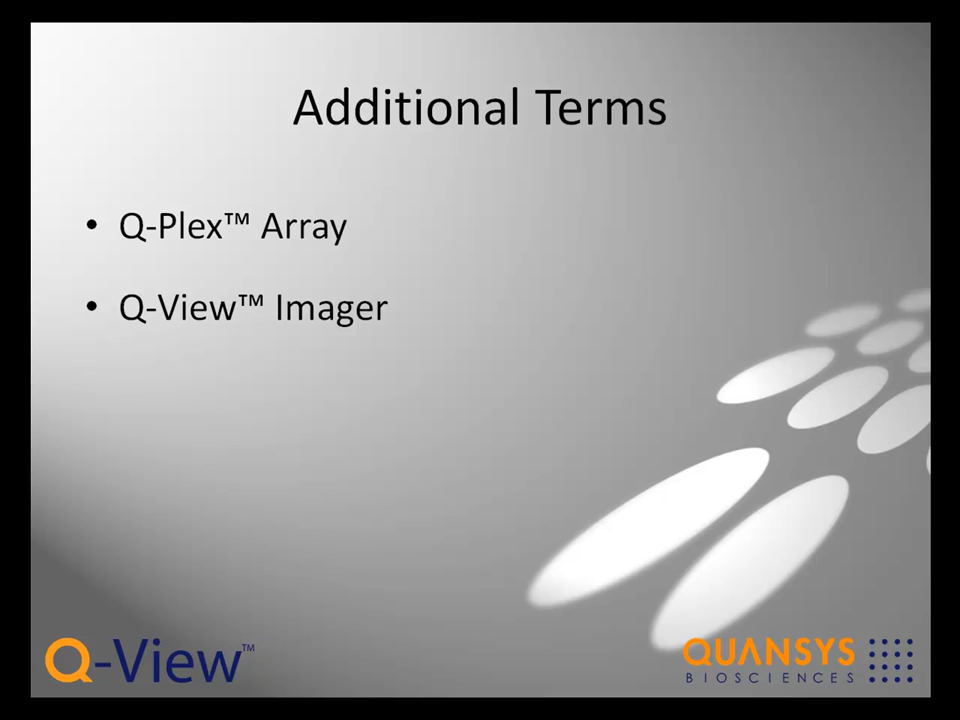 Additional Terms
• Q-Plex™ Array
• Q-View™ Imager
Q-View™
QUANSYS
BIOSCIENCES